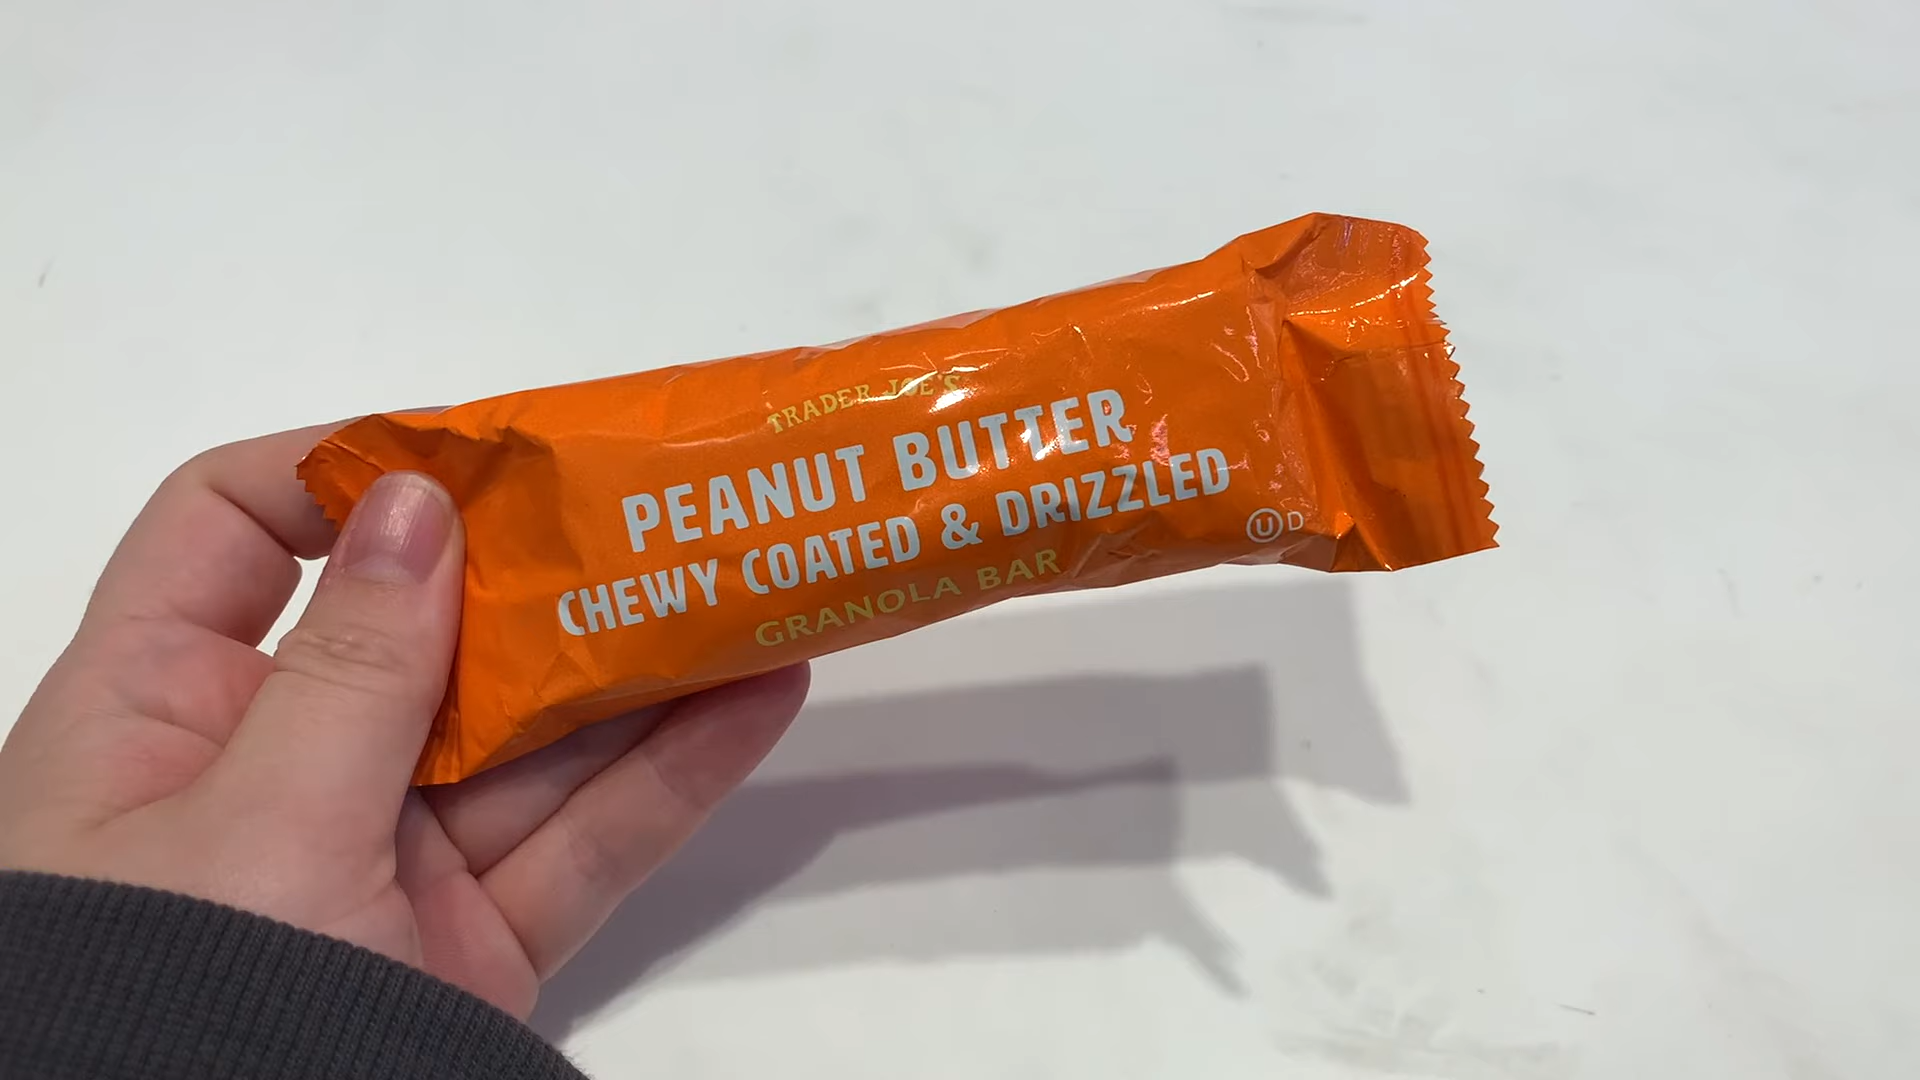 TRADER JOE'S
PEANUT BUTTER
CHEWY COATED & DRIZZLED
GRANOLA BAR
U D